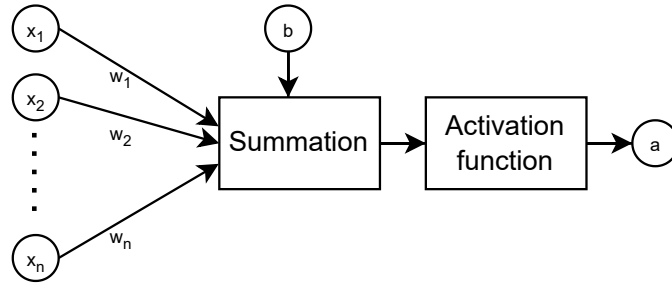 x1
b
w1
x2
w2
Summation
Activation
function
a
wn
xn